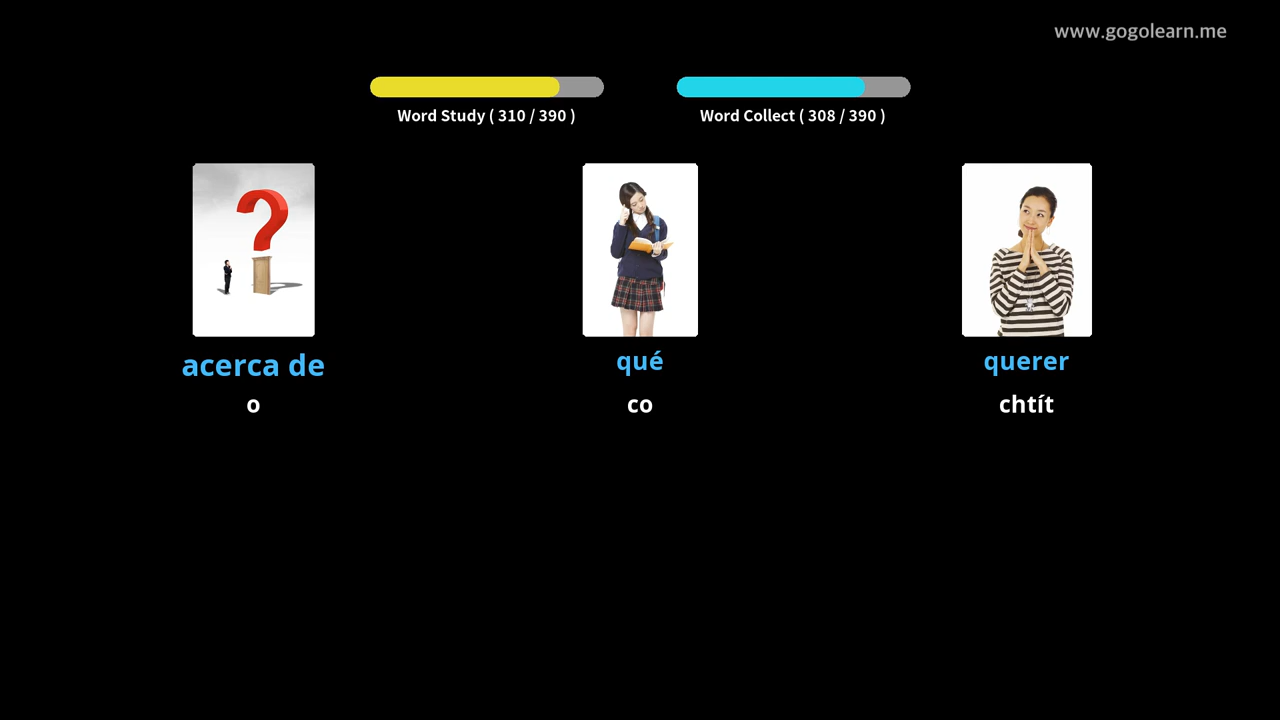 www.gogolearn.me
Word Study ( 310 / 390 )
Word Collect ( 308 / 390 )
acerca de
qué
querer
o
co
chtít